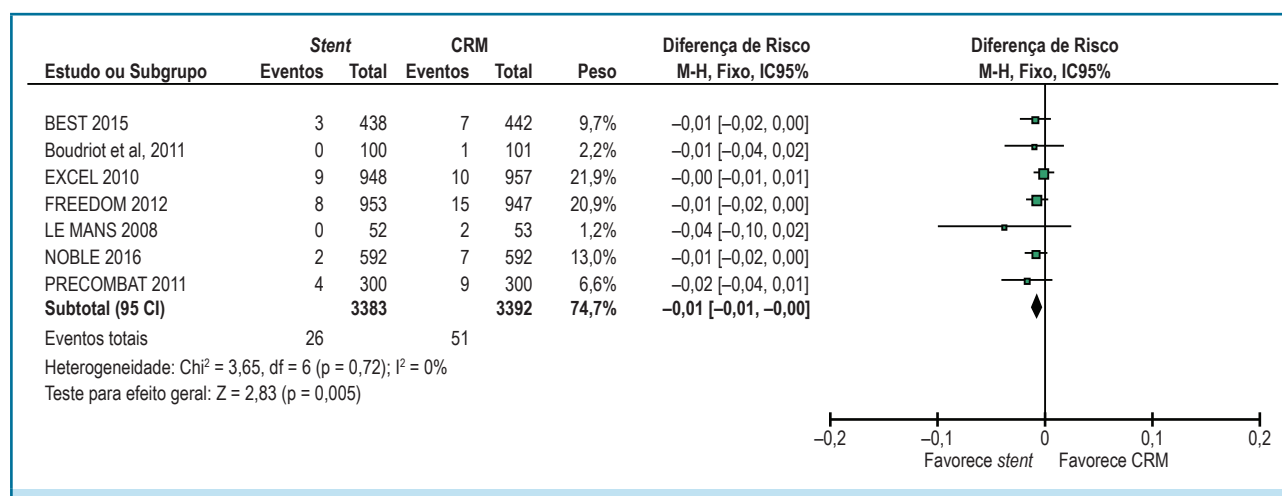 Stent CRM Diferença de Risco Diferença de Risco
Estudo ou Subgrupo Eventos Total Eventos Total Peso M-H, Fixo, IC95% M-H, Fixo, IC95%
BEST 2015 3 438 7 442 9,7% –0,01 [–0,02, 0,00]
Boudriot et al, 2011 0 100 1 101 2,2% –0,01 [–0,04, 0,02]
EXCEL 2010 9 948 10 957 21,9% –0,00 [–0,01, 0,01]
FREEDOM 2012 8 953 15 947 20,9% –0,01 [–0,02, 0,00]
LE MANS 2008 0 52 2 53 1,2% –0,04 [–0,10, 0,02]
NOBLE 2016 2 592 7 592 13,0% –0,01 [–0,02, 0,00]
PRECOMBAT 2011 4 300 9 300 6,6% –0,02 [–0,04, 0,01]
Subtotal (95 CI) 3383 3392 74,7% –0,01 [–0,01, –0,00]
Eventos totais 26 51
Heterogeneidade: Chi² = 3,65, df = 6 (p = 0,72); I² = 0%
Teste para efeito geral: Z = 2,83 (p = 0,005)
–0,2 –0,1 0 0,1 0,2
Favorece stent Favorece CRM